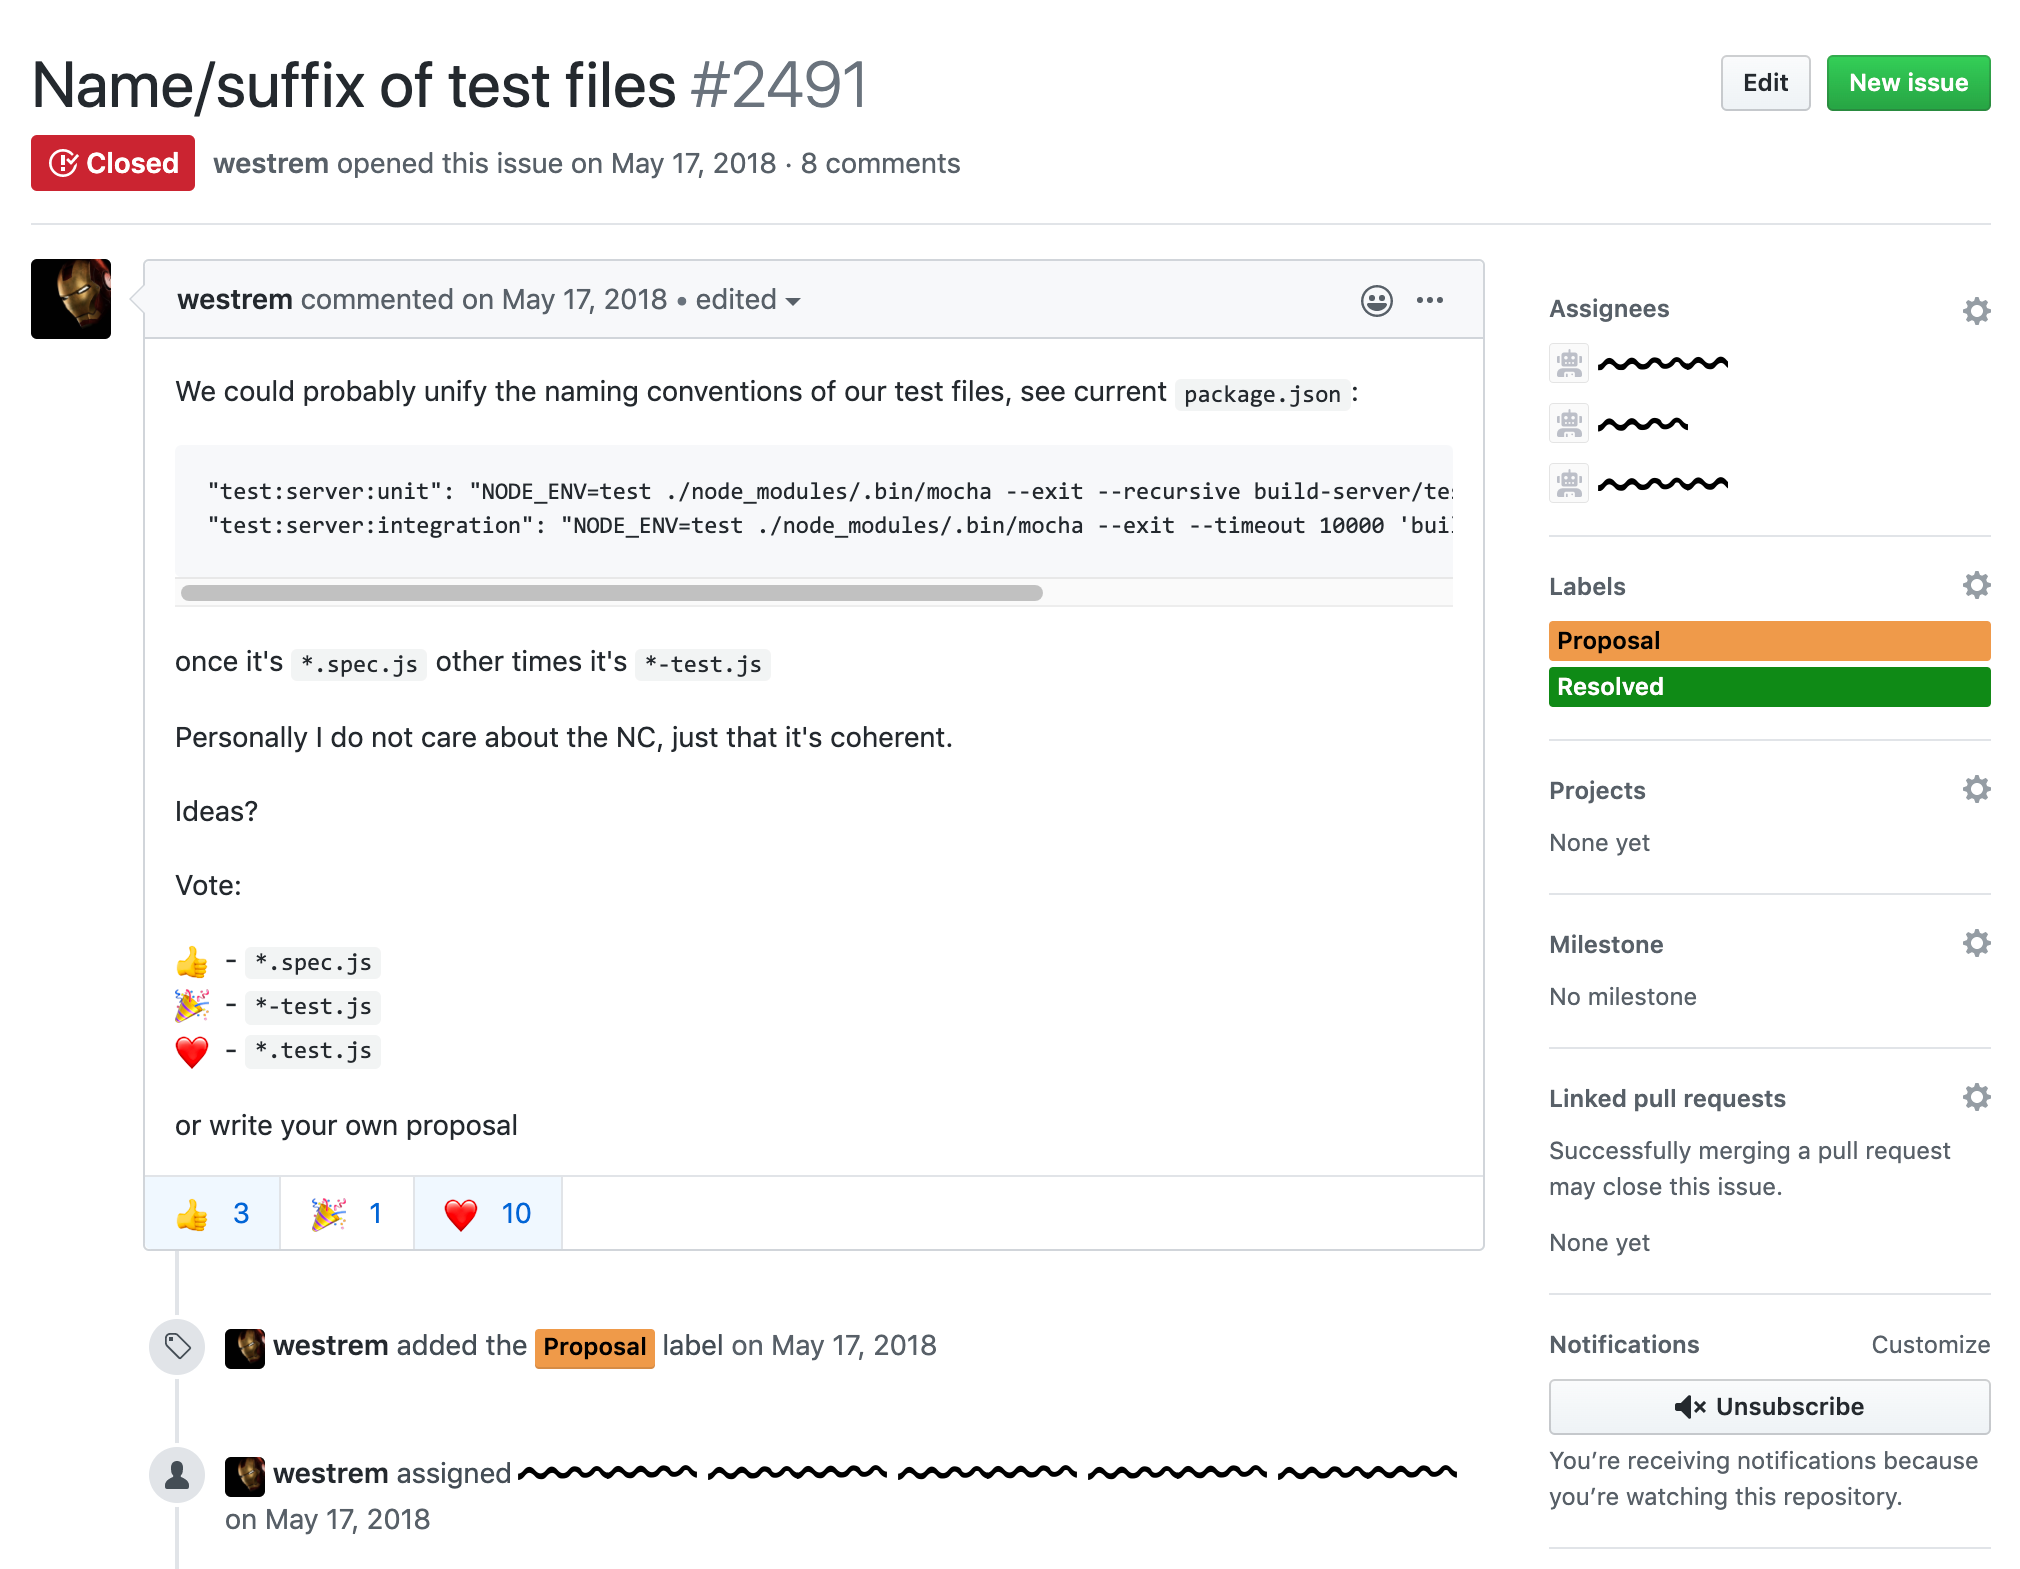 Name/suffix of test files #2491
Edit
New issue
Closed
westrem opened this issue on May 17, 2018 · 8 comments
westrem commented on May 17, 2018 • edited
We could probably unify the naming conventions of our test files, see current package.json:
"test:server:unit": "NODE_ENV=test ./node_modules/.bin/mocha --exit --recursive build-server/tes
"test:server:integration": "NODE_ENV=test ./node_modules/.bin/mocha --exit --timeout 10000 'bui
once it's *.spec.js other times it's *-test.js
Personally I do not care about the NC, just that it's coherent.
Ideas?
Vote:
👍 - *.spec.js
🎉 - *-test.js
❤️ - *.test.js
or write your own proposal
👍 3 🎉 1 ❤️ 10
westrem added the Proposal label on May 17, 2018
westrem assigned
on May 17, 2018
Assignees
Labels
Proposal
Resolved
Projects
None yet
Milestone
No milestone
Linked pull requests
Successfully merging a pull request
may close this issue.
None yet
Notifications
Customize
Unsubscribe
You’re receiving notifications because
you’re watching this repository.